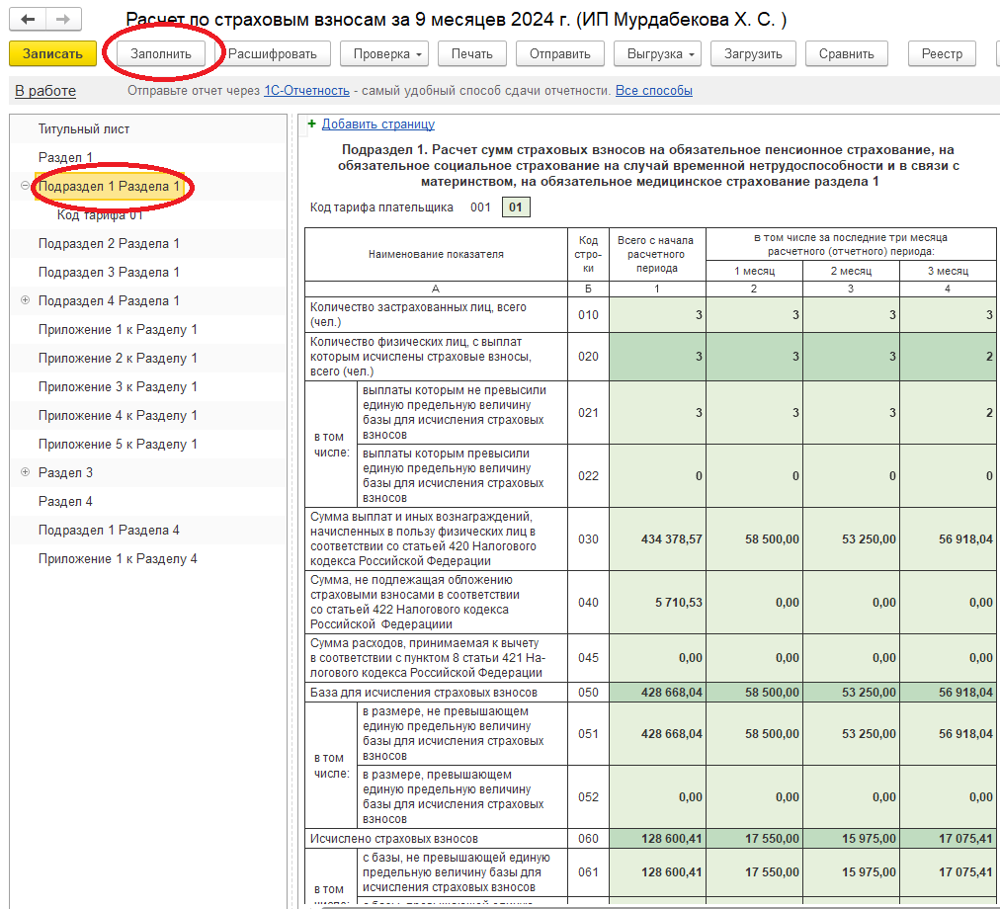 Расчет по страховым взносам за 9 месяцев 2024 г. (ИП Мурдабекова Х. С. )
Записать Заполнить Расшифровать Проверка Печать Отправить Выгрузка Загрузить Сравнить Реестр
В работе Отправьте отчет через 1С-Отчетность - самый удобный способ сдачи отчетности. Все способы
Титульный лист
Раздел 1
Подраздел 1 Раздела 1
Код тарифа 01
Подраздел 2 Раздела 1
Подраздел 3 Раздела 1
Подраздел 4 Раздела 1
Приложение 1 к Разделу 1
Приложение 2 к Разделу 1
Приложение 3 к Разделу 1
Приложение 4 к Разделу 1
Приложение 5 к Разделу 1
Раздел 3
Раздел 4
Подраздел 1 Раздела 4
Приложение 1 к Разделу 4
Добавить страницу
Подраздел 1. Расчет сумм страховых взносов на обязательное пенсионное страхование, на
обязательное социальное страхование на случай временной нетрудоспособности и в связи с
материнством, на обязательное медицинское страхование раздела 1
Код тарифа плательщика 001 01
Наименование показателя
Код
стро-
ки
Всего с начала
расчетного
периода
в том числе за последние три месяца
расчетного (отчетного) периода:
1 месяц 2 месяц 3 месяц
А Б 1 2 3 4
Количество застрахованных лиц, всего
(чел.)
010 3 3 3 3
Количество физических лиц, с выплат
которым исчислены страховые взносы,
всего (чел.)
020 3 3 3 2
в том
числе:
выплаты которым не превысили
единую предельную величину
базы для исчисления страховых
взносов
021 3 3 3 2
выплаты которым превысили
единую предельную величину
базы для исчисления страховых
взносов
022 0 0 0 0
Сумма выплат и иных вознаграждений,
начисленных в пользу физических лиц в
соответствии со статьей 420 Налогового
кодекса Российской Федерации
030 434 378,57 58 500,00 53 250,00 56 918,04
Сумма, не подлежащая обложению
страховыми взносами в соответствии
со статьей 422 Налогового кодекса
Российской Федерациии
040 5 710,53 0,00 0,00 0,00
Сумма расходов, принимаемая к вычету
в соответствии с пунктом 8 статьи 421 На-
логового кодекса Российской Федерации
045 0,00 0,00 0,00 0,00
База для исчисления страховых взносов 050 428 668,04 58 500,00 53 250,00 56 918,04
в том
числе:
в размере, не превышающем
единую предельную величину
базы для исчисления страховых
взносов
051 428 668,04 58 500,00 53 250,00 56 918,04
в размере, превышающем
единую предельную величину
базы для исчисления страховых
взносов
052 0,00 0,00 0,00 0,00
Исчислено страховых взносов 060 128 600,41 17 550,00 15 975,00 17 075,41
в том
с базы, не превышающей единую
предельную величину базы для
исчисления страховых взносов
061 128 600,41 17 550,00 15 975,00 17 075,41